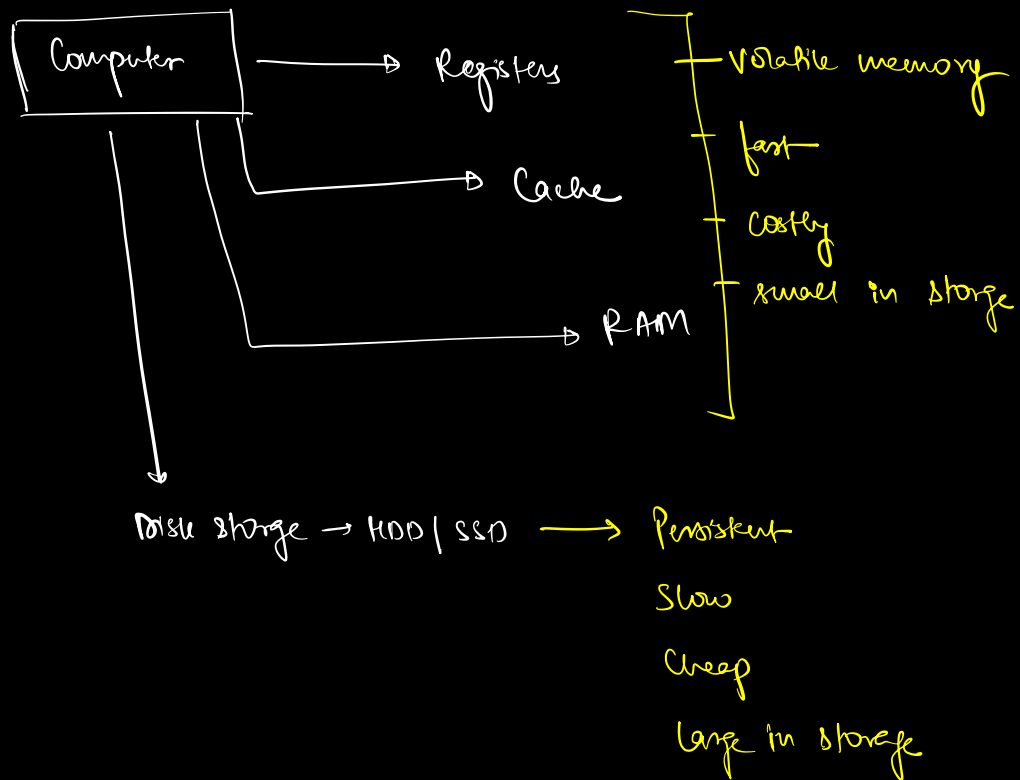 Computer
Registers
Cache
RAM
volatile memory
fast
costly
small in storge
Disk storge → HDD/SSD → Persistent
Slow
Cheap
large in storege